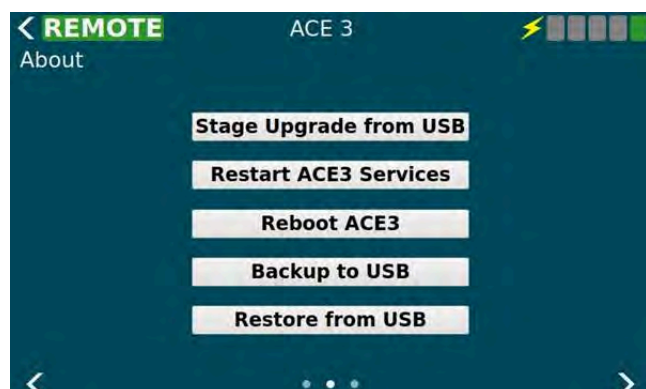 REMOTE ACE 3
About
Stage Upgrade from USB
Restart ACE3 Services
Reboot ACE3
Backup to USB
Restore from USB